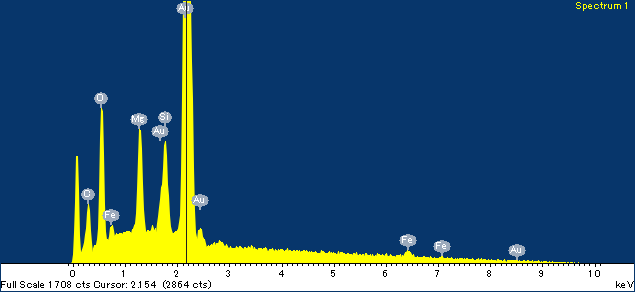 Spectrum 1
Au
O
Mg
Si
Au
C
Au
Fe
Fe
Fe
Au
0 1 2 3 4 5 6 7 8 9 10
Full Scale 1708 cts Cursor: 2.154 (2864 cts) keV